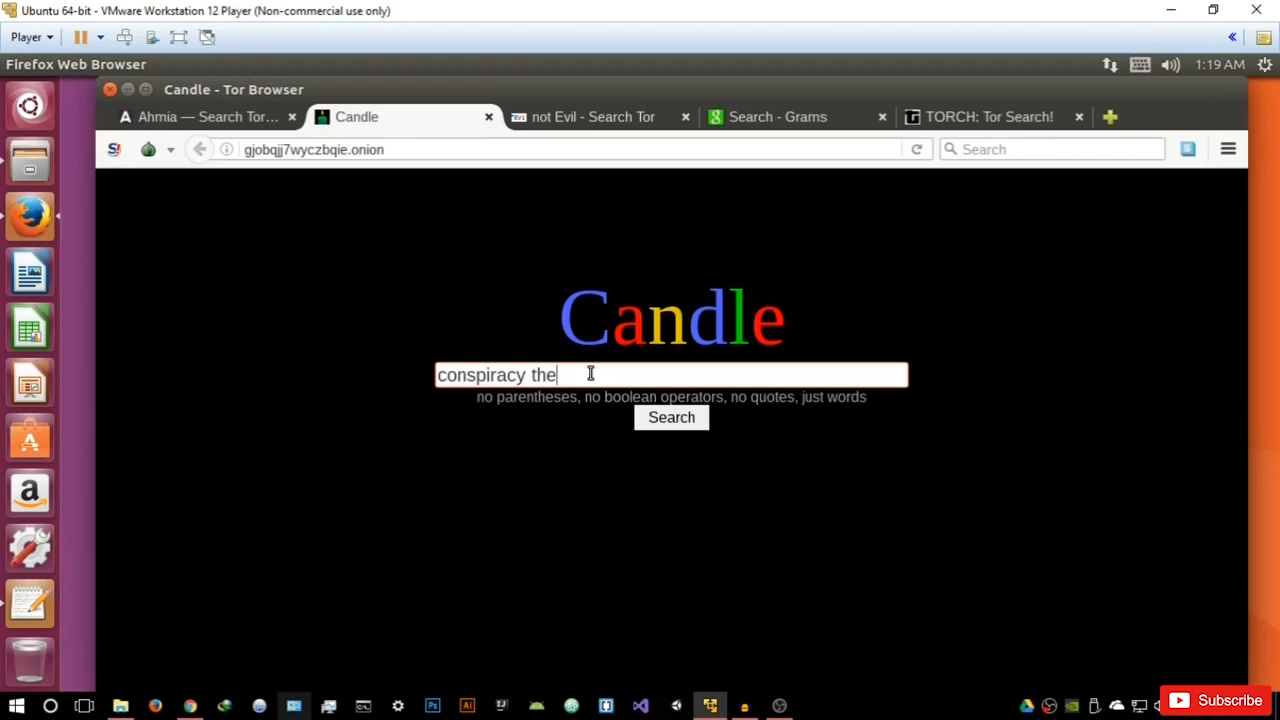 Ubuntu 64-bit - VMware Workstation 12 Player (Non-commercial use only)
Player
Firefox Web Browser
1:19 AM
Candle - Tor Browser
Ahmia — Search Tor...
Candle
not Evil - Search Tor
Search - Grams
TORCH: Tor Search!
gjobqjj7wyczbqie.onion
Search
Candle
conspiracy the
no parentheses, no boolean operators, no quotes, just words
Search
Subscribe